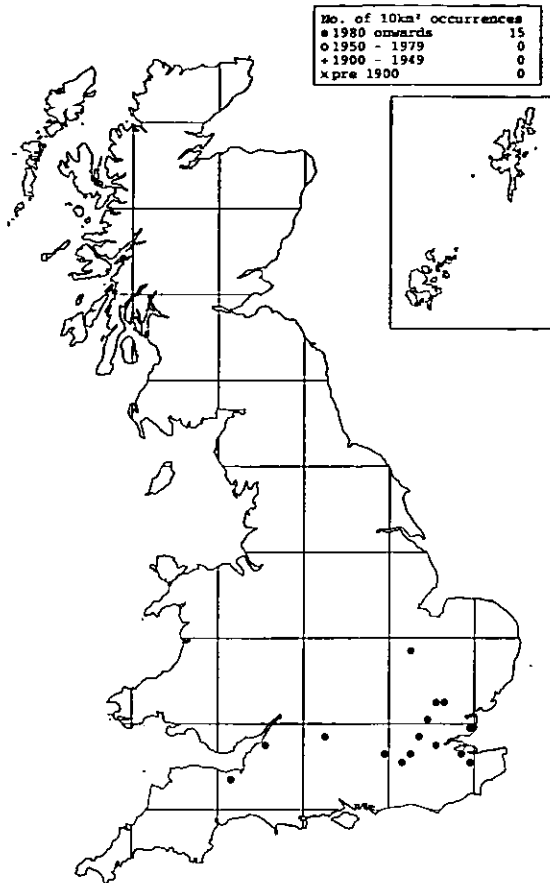 No. of 10km² occurrences
● 1980 onwards 15
o 1950 - 1979 0
+ 1900 - 1949 0
x pre 1900 0